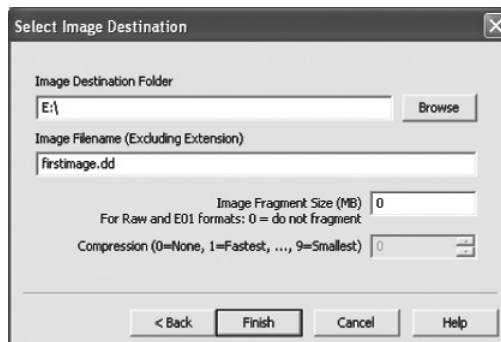 Select Image Destination
Image Destination Folder
E:\
Browse
Image Filename (Excluding Extension)
firstimage.dd
Image Fragment Size (MB) 0
For Raw and E01 formats: 0 = do not fragment
Compression (0=None, 1=Fastest, ..., 9=Smallest) 0
< Back Finish Cancel Help